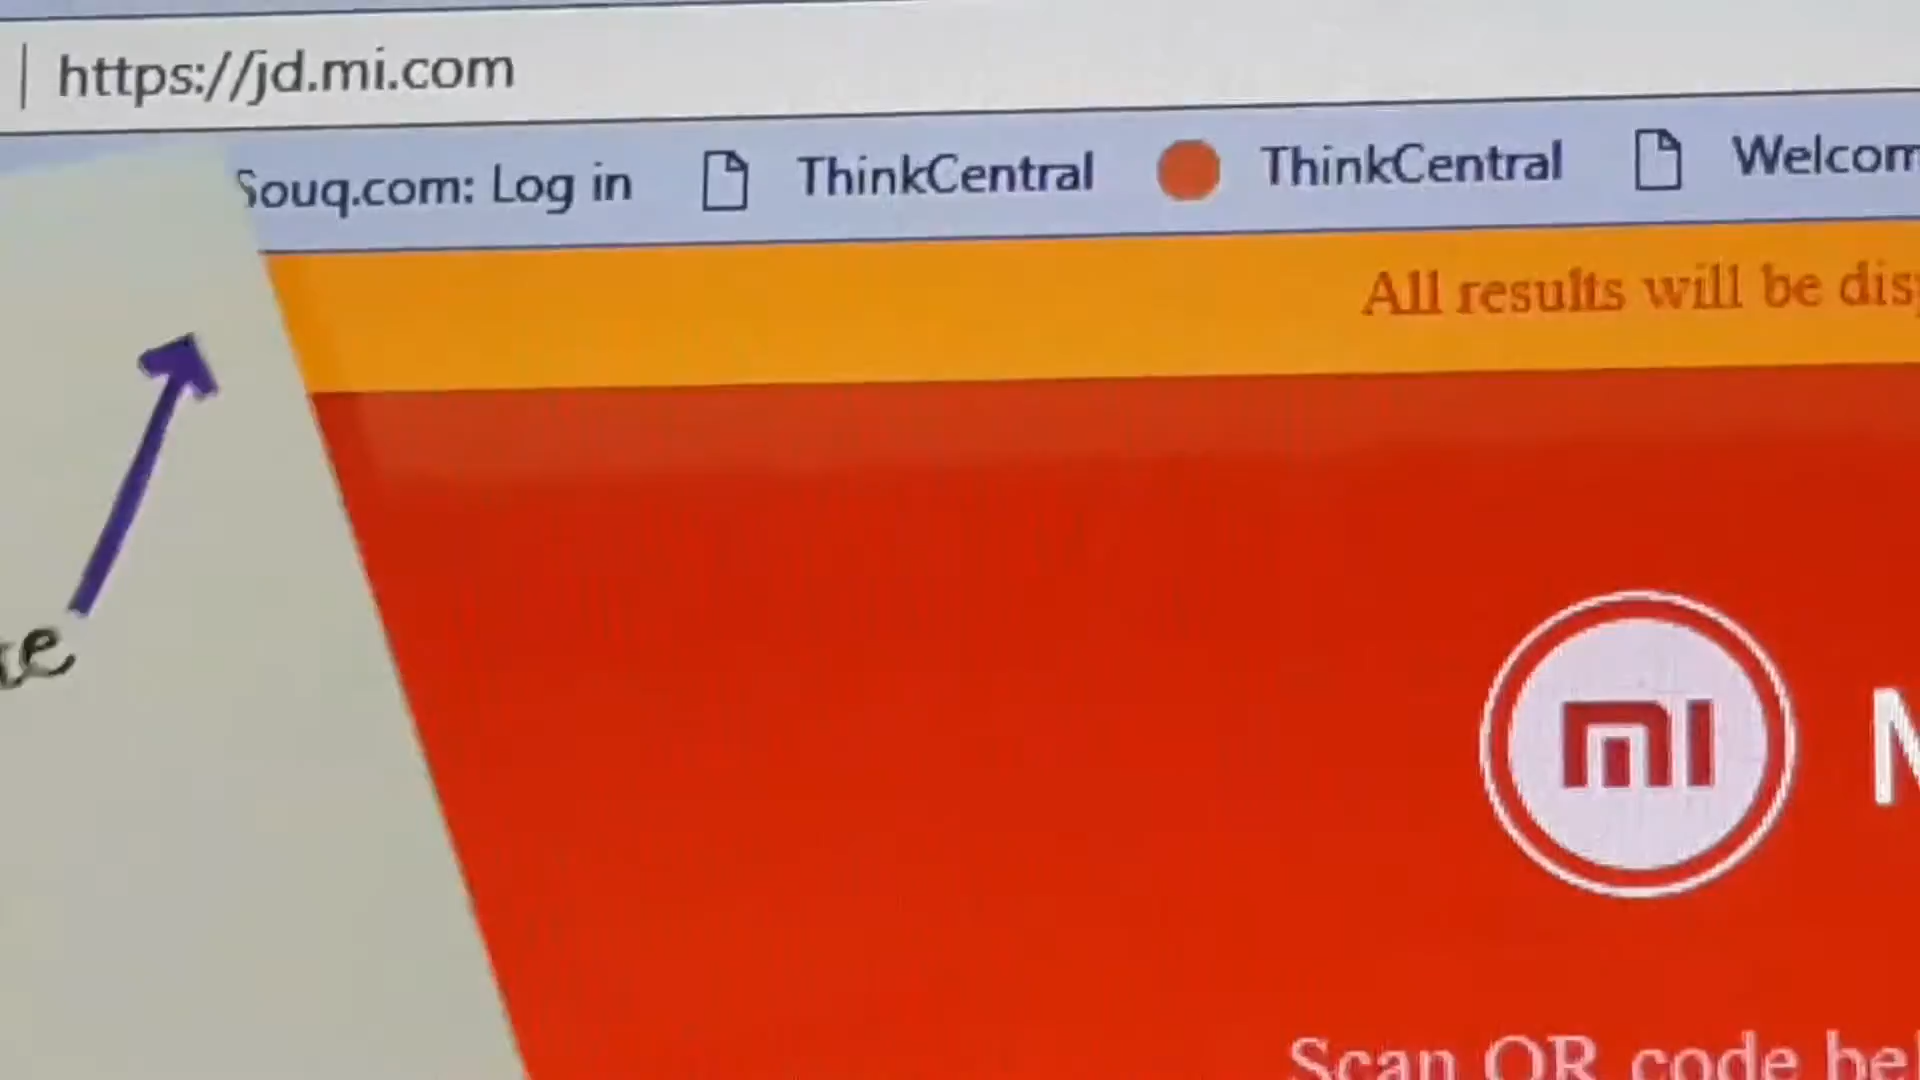 https://jd.mi.com
Souq.com: Log in ThinkCentral ThinkCentral Welcom
All results will be dis
mi
Scan QR code bel